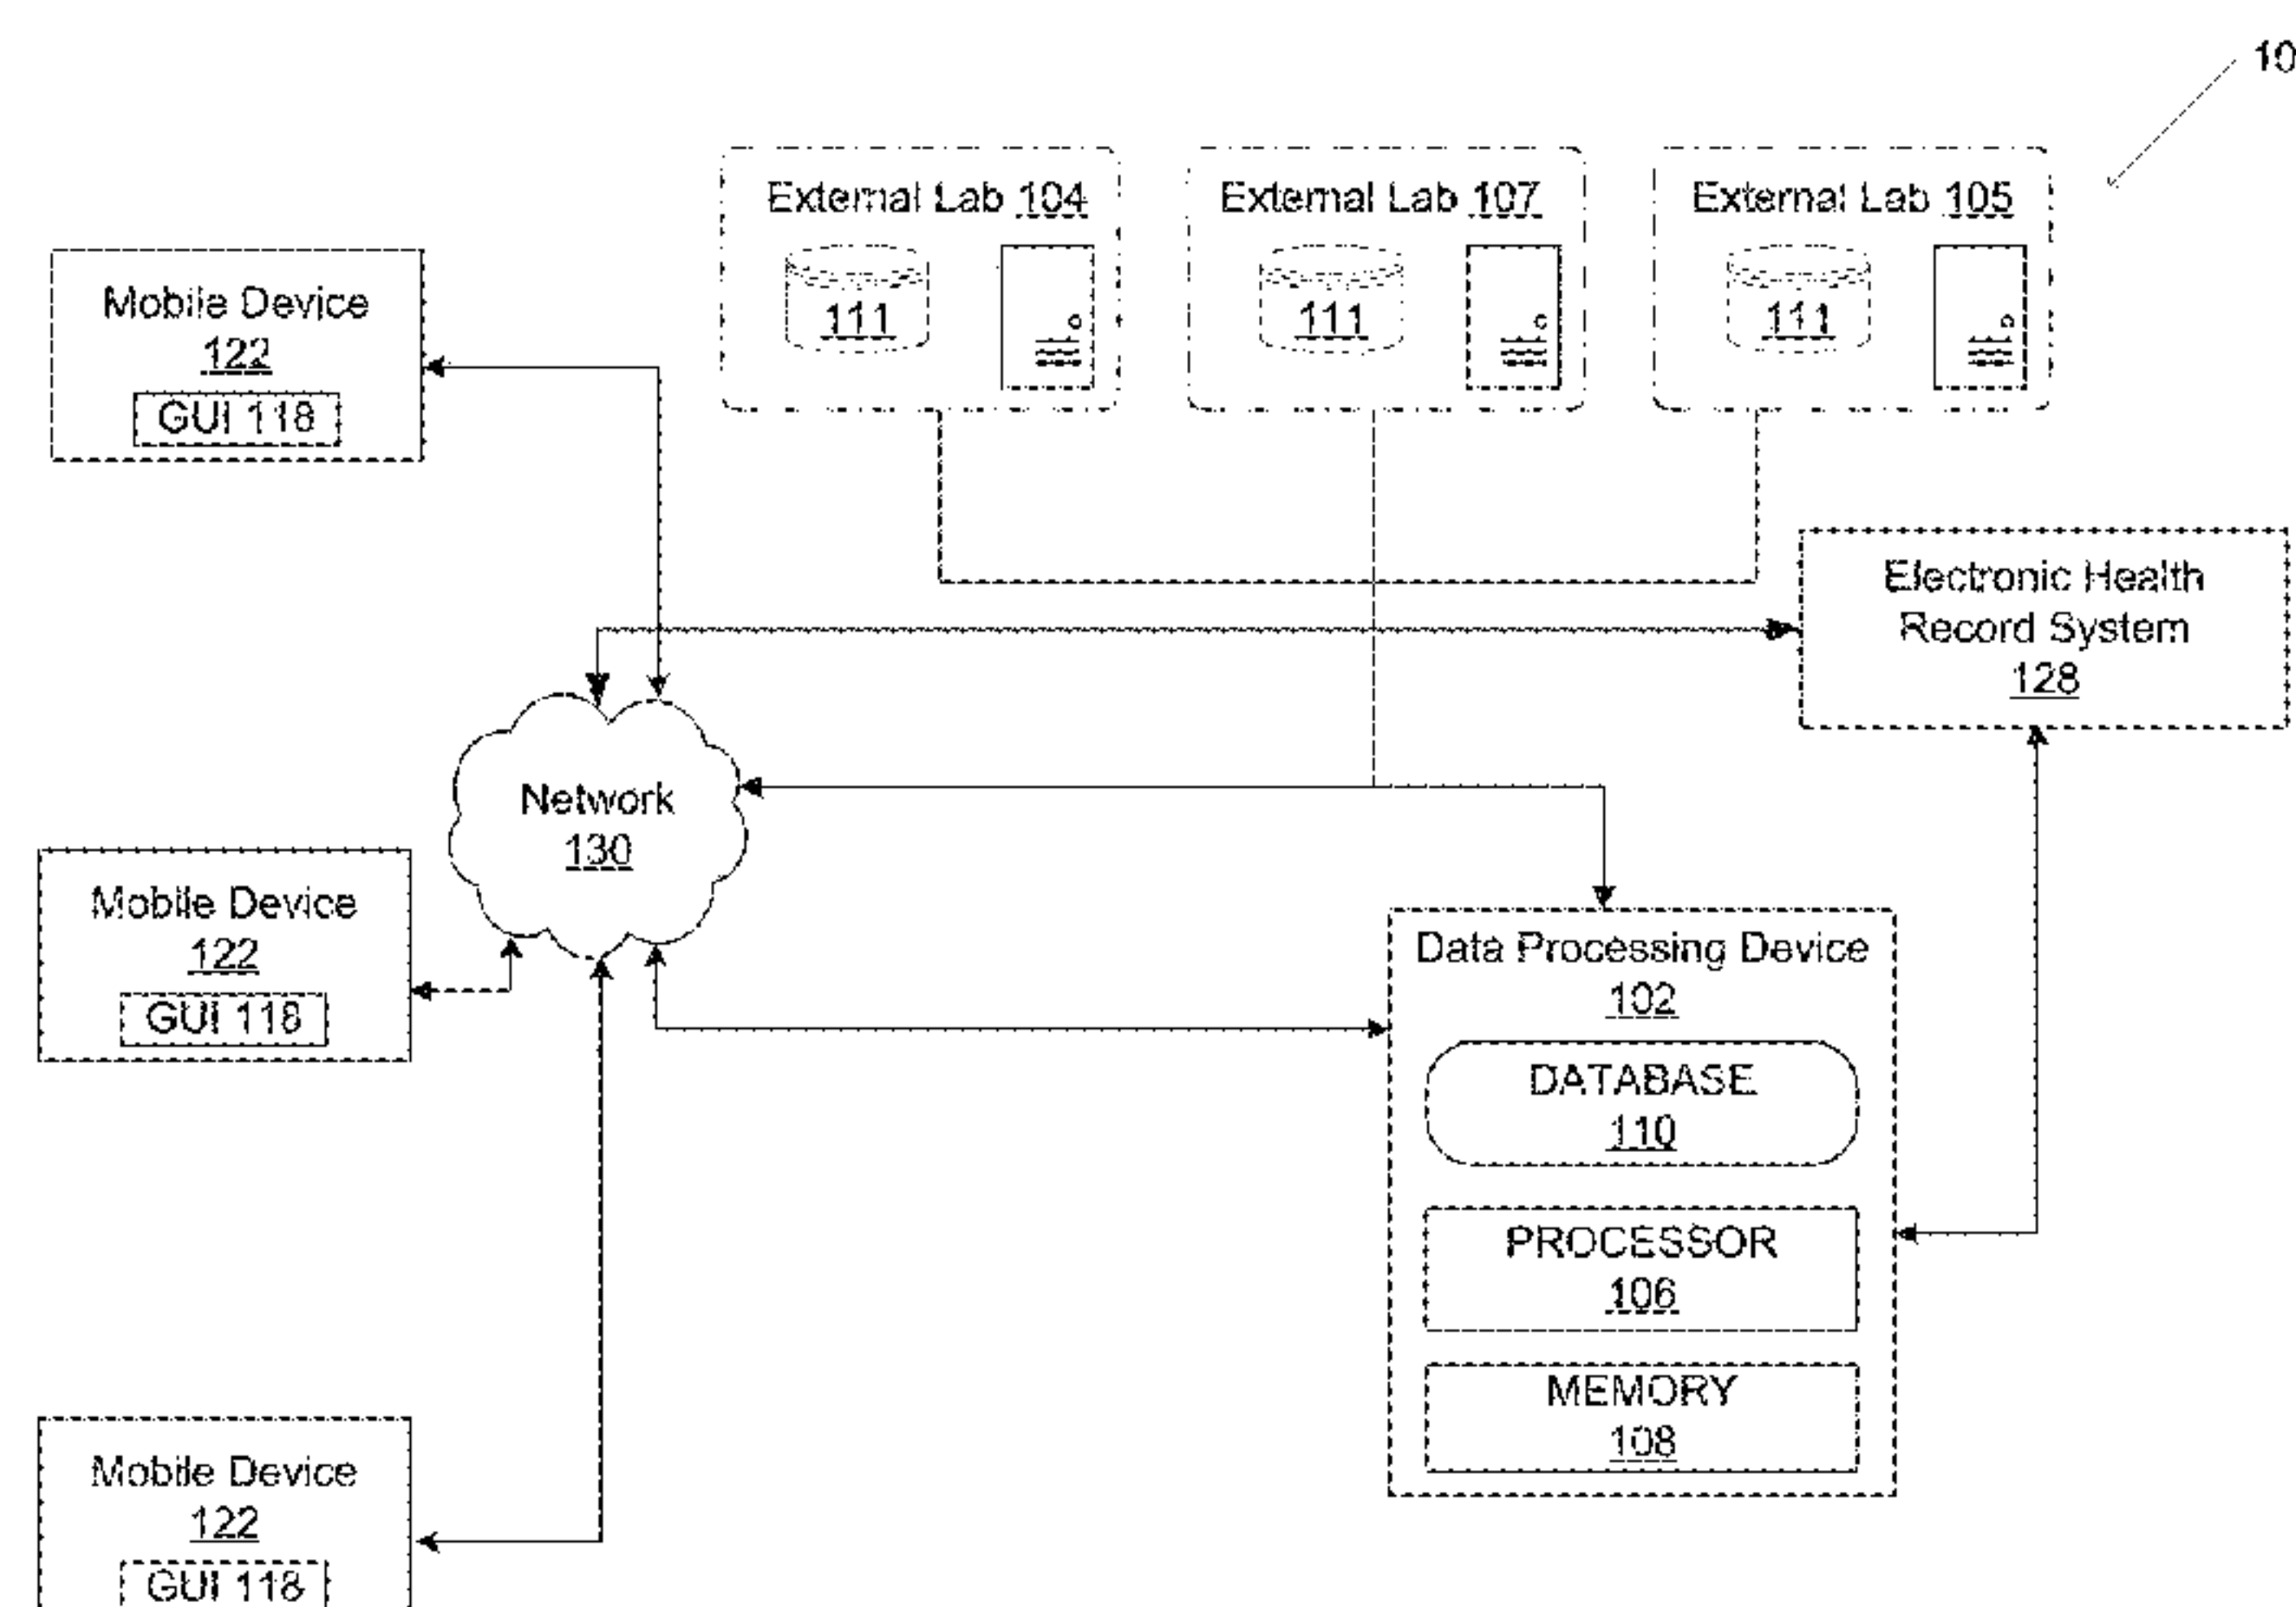 10
External Lab 104
External Lab 107
External Lab 105
111
111
111
Mobile Device
122
GUI 118
Electronic Health
Record System
128
Network
130
Mobile Device
122
GUI 118
Data Processing Device
102
DATABASE
110
PROCESSOR
106
MEMORY
108
Mobile Device
122
GUI 118